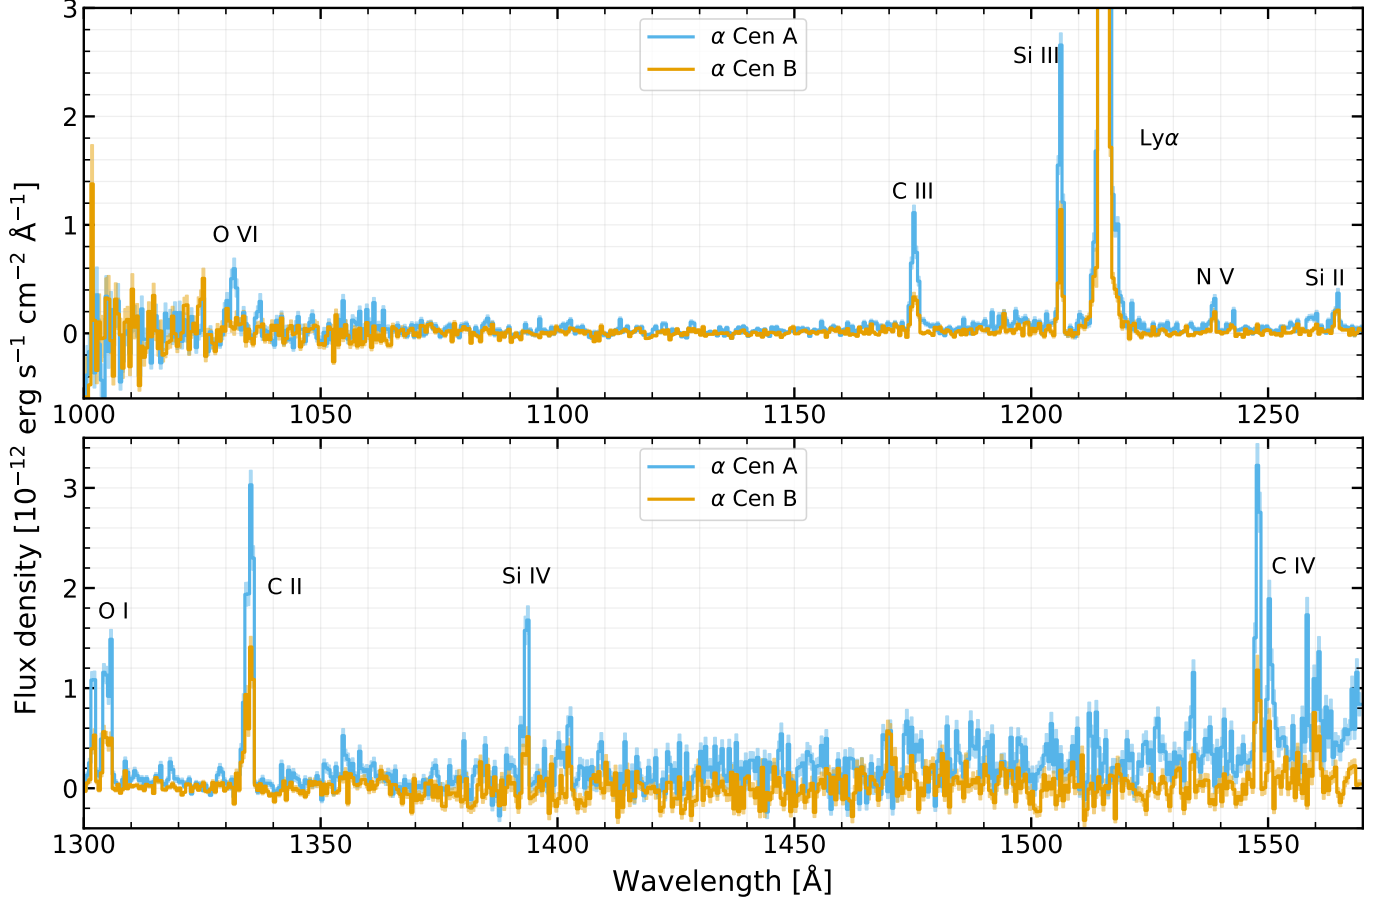 3
2
1
0
α Cen A
α Cen B
O VI
C III
Si III
Lyα
N V
Si II
1000 1050 1100 1150 1200 1250
Flux density [10⁻¹² erg s⁻¹ cm⁻² Å⁻¹]
3
2
1
0
α Cen A
α Cen B
O I
C II
Si IV
C IV
1300 1350 1400 1450 1500 1550
Wavelength [Å]